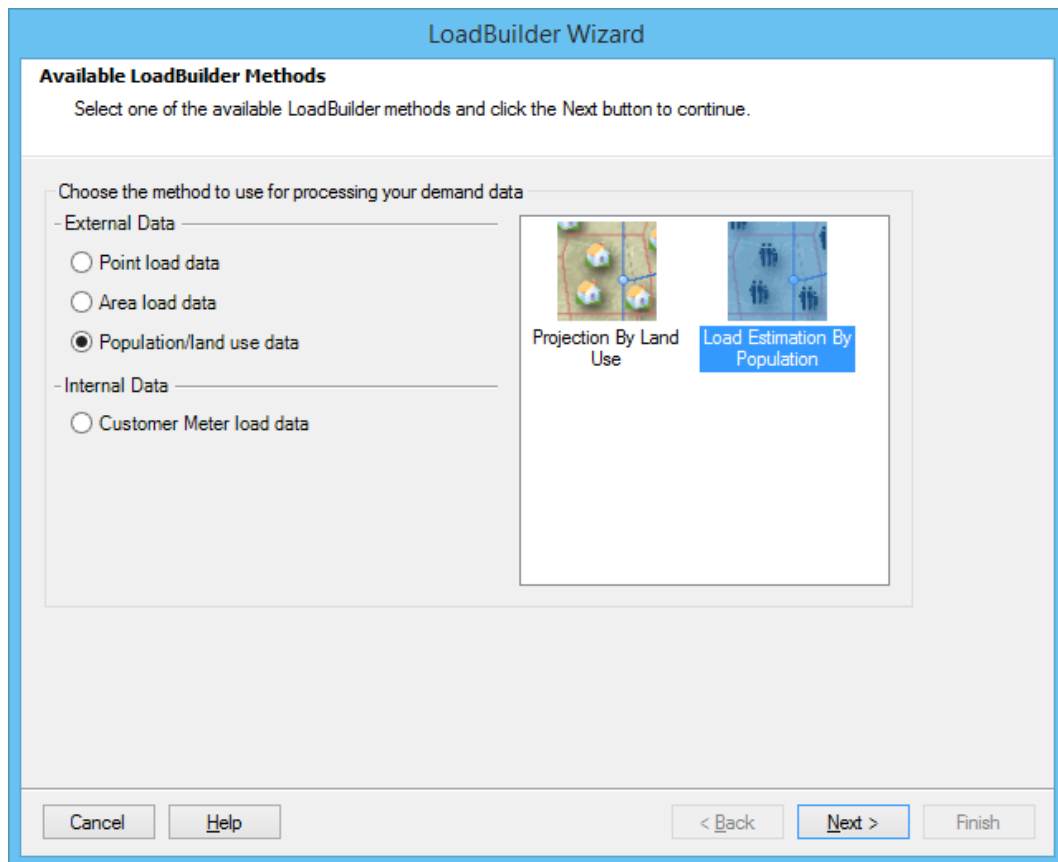 LoadBuilder Wizard
Available LoadBuilder Methods
Select one of the available LoadBuilder methods and click the Next button to continue.
Choose the method to use for processing your demand data
External Data
Point load data
Area load data
Population/land use data
Internal Data
Customer Meter load data
Projection By Land
Use
Load Estimation By
Population
Cancel
Help
< Back
Next >
Finish